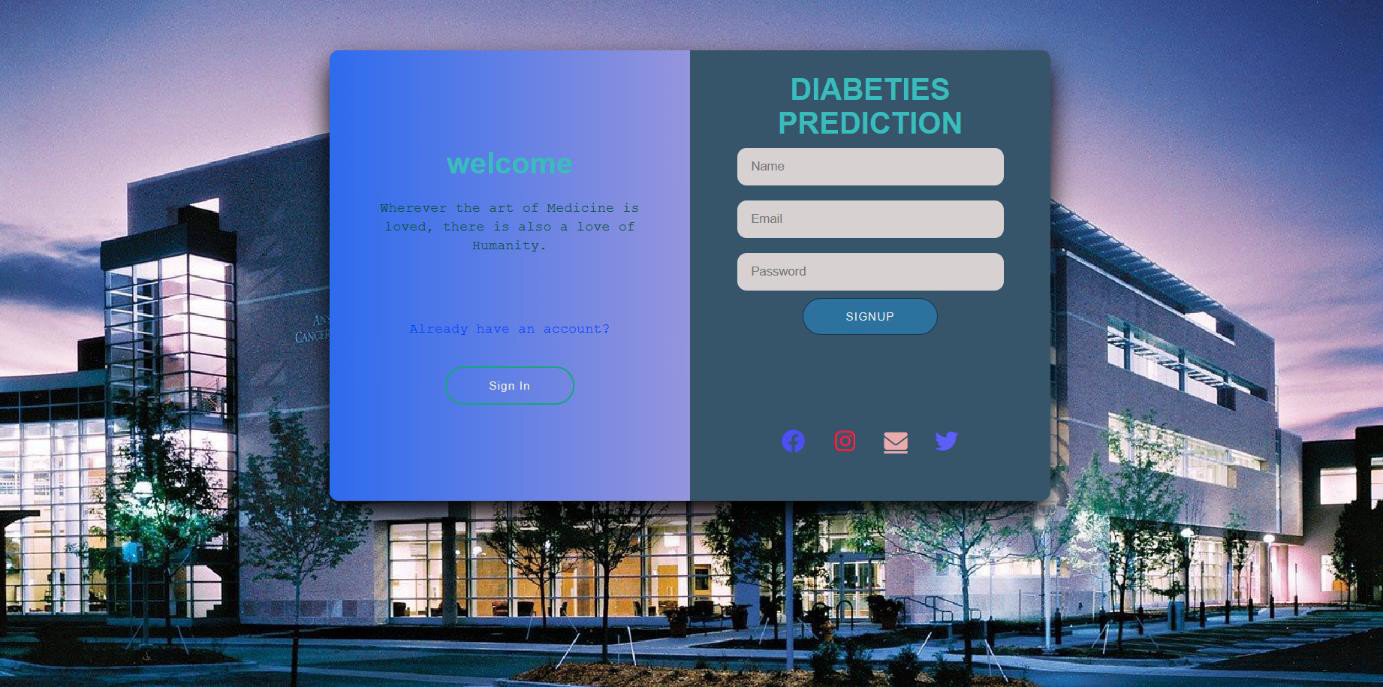 welcome
Wherever the art of Medicine is
loved, there is also a love of
Humanity.
Already have an account?
Sign In
DIABETIES
PREDICTION
Name
Email
Password
SIGNUP